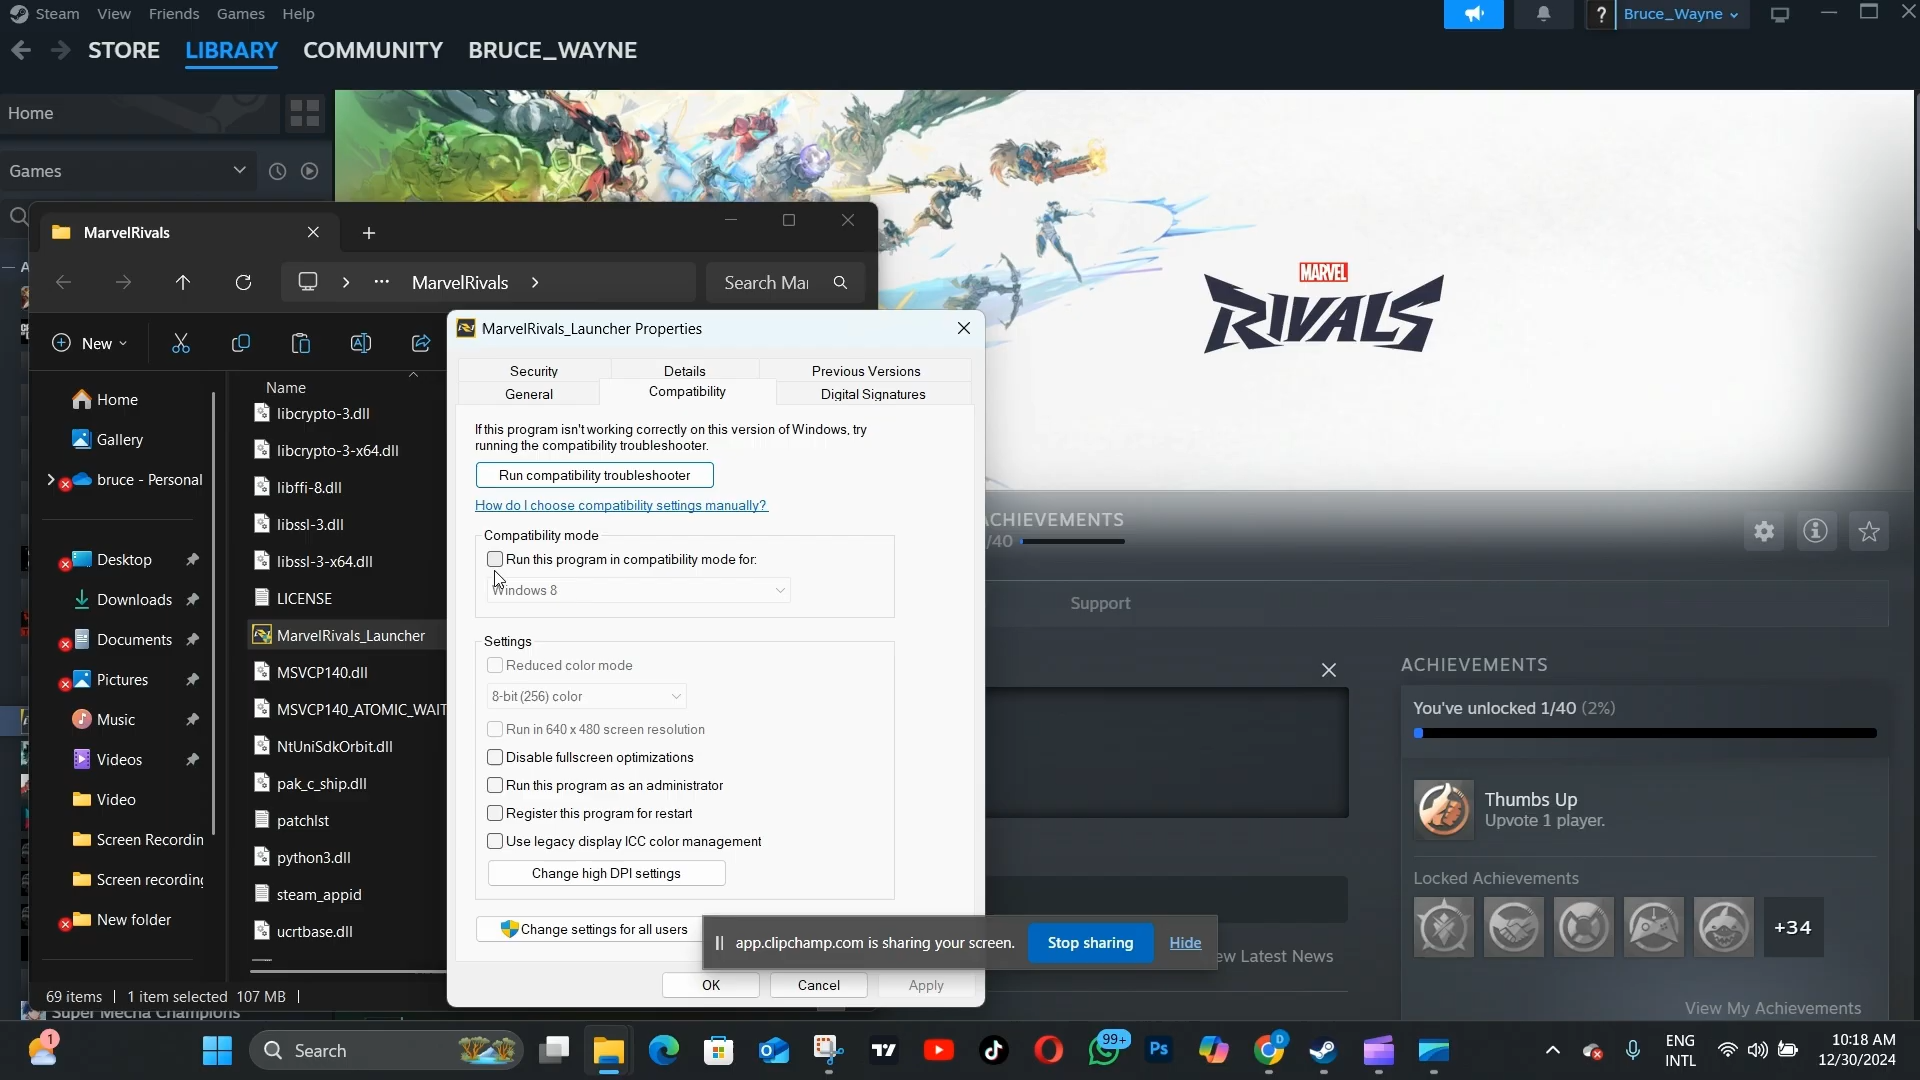 Steam View Friends Games Help
? Bruce_Wayne
STORE LIBRARY COMMUNITY BRUCE_WAYNE
Home
Games
MARVEL
RIVALS
MarvelRivals
MarvelRivals
Search Mar
New
Name
Home
Gallery
bruce - Personal
Desktop
Downloads
Documents
Pictures
Music
Videos
Video
Screen Recordin
Screen recording
New folder
libcrypto-3.dll
libcrypto-3-x64.dll
libffi-8.dll
libssl-3.dll
libssl-3-x64.dll
LICENSE
MarvelRivals_Launcher
MSVCP140.dll
MSVCP140_ATOMIC_WAIT
NtUniSdkOrbit.dll
pak_c_ship.dll
patchlst
python3.dll
steam_appid
ucrtbase.dll
69 items | 1 item selected 107 MB |
Super Mecha Champions
MarvelRivals_Launcher Properties
Security Details Previous Versions
General Compatibility Digital Signatures
If this program isn't working correctly on this version of Windows, try
running the compatibility troubleshooter.
Run compatibility troubleshooter
How do I choose compatibility settings manually?
Compatibility mode
Run this program in compatibility mode for:
Windows 8
Settings
Reduced color mode
8-bit (256) color
Run in 640 x 480 screen resolution
Disable fullscreen optimizations
Run this program as an administrator
Register this program for restart
Use legacy display ICC color management
Change high DPI settings
Change settings for all users
OK Cancel Apply
app.clipchamp.com is sharing your screen. Stop sharing Hide
CHIEVEMENTS
/40
Support
ew Latest News
ACHIEVEMENTS
You've unlocked 1/40 (2%)
Thumbs Up
Upvote 1 player.
Locked Achievements
+34
View My Achievements
1
Search
99+
Ps
D
ENG
INTL
10:18 AM
12/30/2024